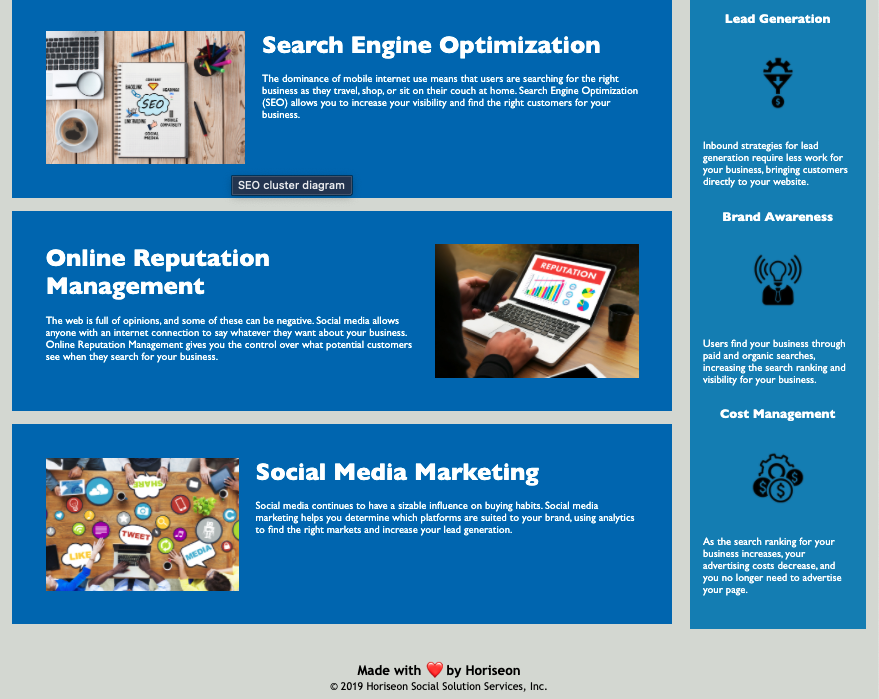 Search Engine Optimization
The dominance of mobile internet use means that users are searching for the right
business as they travel, shop, or sit on their couch at home. Search Engine Optimization
(SEO) allows you to increase your visibility and find the right customers for your
business.
SEO
CONTENT
BACKLINK
LINK BUILDING
MOBILE
COMPATIBILITY
SOCIAL
MEDIA
SEO cluster diagram
Online Reputation
Management
The web is full of opinions, and some of these can be negative. Social media allows
anyone with an internet connection to say whatever they want about your business.
Online Reputation Management gives you the control over what potential customers
see when they search for your business.
REPUTATION
Social Media Marketing
Social media continues to have a sizable influence on buying habits. Social media
marketing helps you determine which platforms are suited to your brand, using analytics
to find the right markets and increase your lead generation.
SHARE
TWEET
LIKE
MEDIA
Lead Generation
Inbound strategies for lead
generation require less work for
your business, bringing customers
directly to your website.
Brand Awareness
Users find your business through
paid and organic searches,
increasing the search ranking and
visibility for your business.
Cost Management
As the search ranking for your
business increases, your
advertising costs decrease, and
you no longer need to advertise
your page.
Made with ❤️ by Horiseon
© 2019 Horiseon Social Solution Services, Inc.